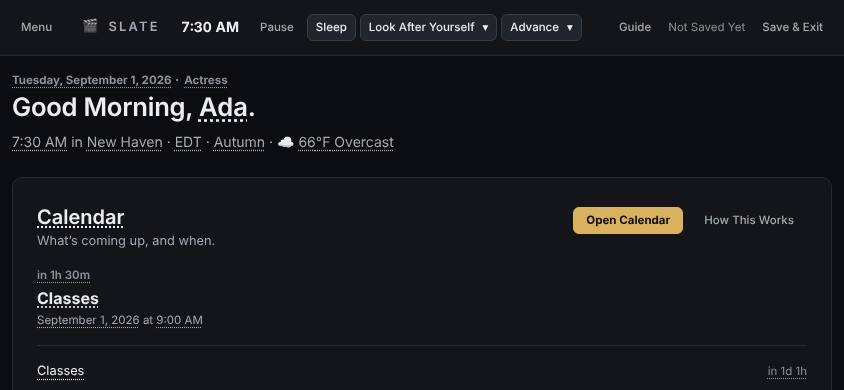 Menu 🎬 SLATE 7:30 AM Pause Sleep Look After Yourself ▾ Advance ▾ Guide Not Saved Yet Save & Exit
Tuesday, September 1, 2026 · Actress
Good Morning, Ada.
7:30 AM in New Haven · EDT · Autumn · ☁️ 66°F Overcast
Calendar
What's coming up, and when.
Open Calendar How This Works
in 1h 30m
Classes
September 1, 2026 at 9:00 AM
Classes in 1d 1h